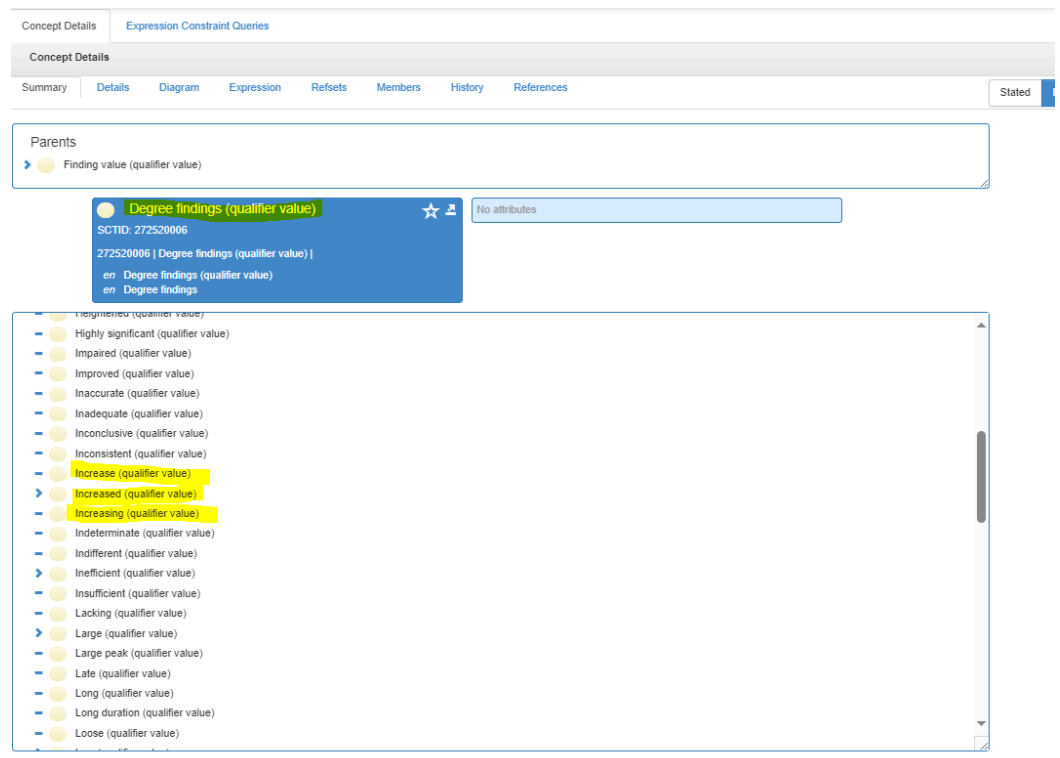 Concept Details Expression Constraint Queries
Concept Details
Summary Details Diagram Expression Refsets Members History References
Stated
Parents
Finding value (qualifier value)
Degree findings (qualifier value)
No attributes
SCTID: 272520006
272520006 | Degree findings (qualifier value) |
en Degree findings (qualifier value)
en Degree findings
Heightened (qualifier value)
Highly significant (qualifier value)
Impaired (qualifier value)
Improved (qualifier value)
Inaccurate (qualifier value)
Inadequate (qualifier value)
Inconclusive (qualifier value)
Inconsistent (qualifier value)
Increase (qualifier value)
Increased (qualifier value)
Increasing (qualifier value)
Indeterminate (qualifier value)
Indifferent (qualifier value)
Inefficient (qualifier value)
Insufficient (qualifier value)
Lacking (qualifier value)
Large (qualifier value)
Large peak (qualifier value)
Late (qualifier value)
Long (qualifier value)
Long duration (qualifier value)
Loose (qualifier value)